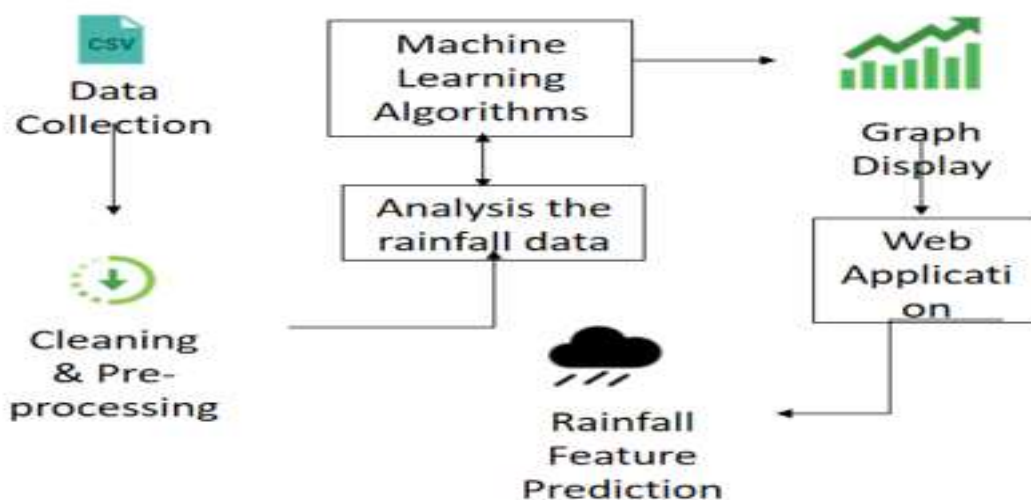 CSV
Data
Collection
Cleaning
& Pre-
processing
Analysis the
rainfall data
Machine
Learning
Algorithms
Graph
Display
Web
Applicati
on
Rainfall
Feature
Prediction